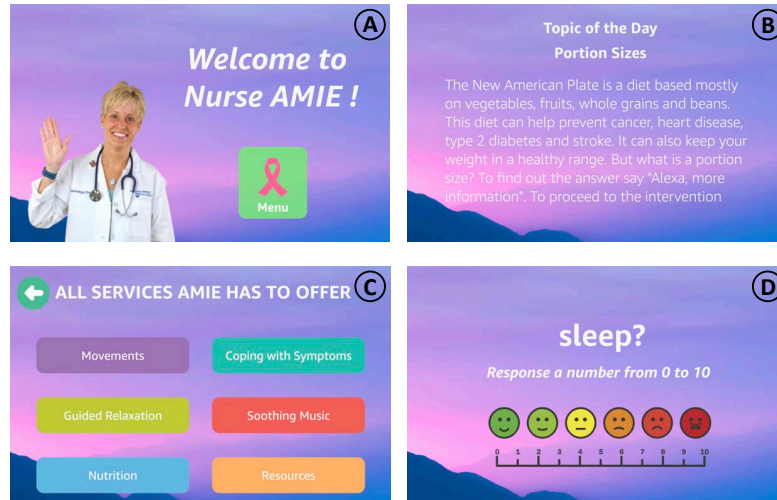 A
Welcome to
Nurse AMIE !
Menu
B
Topic of the Day
Portion Sizes
The New American Plate is a diet based mostly
on vegetables, fruits, whole grains and beans.
This diet can help prevent cancer, heart disease,
type 2 diabetes and stroke. It can also keep your
weight in a healthy range. But what is a portion
size? To find out the answer say "Alexa, more
information". To proceed to the intervention
C
ALL SERVICES AMIE HAS TO OFFER
Movements
Coping with Symptoms
Guided Relaxation
Soothing Music
Nutrition
Resources
D
sleep?
Response a number from 0 to 10
0 1 2 3 4 5 6 7 8 9 10